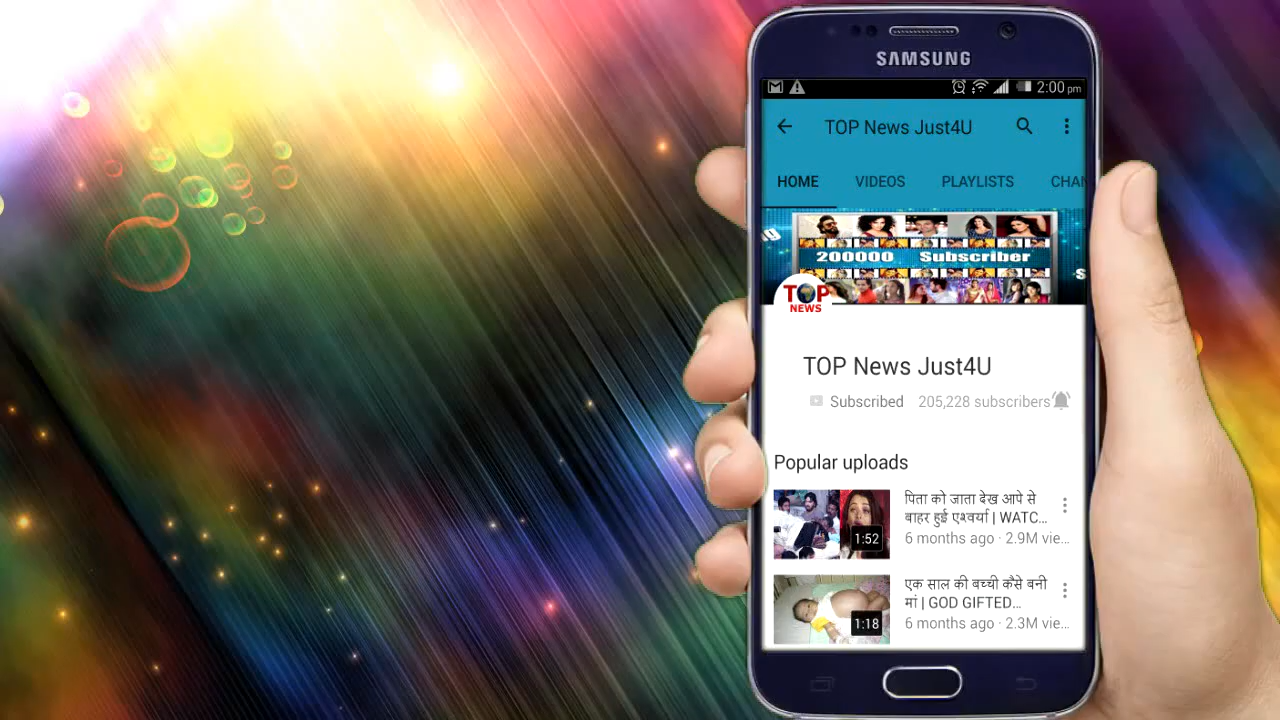 SAMSUNG
2:00 pm
TOP News Just4U
HOME VIDEOS PLAYLISTS CHAN
200000 Subscriber
TOP
NEWS
TOP News Just4U
Subscribed 205,228 subscribers
Popular uploads
पिता को जाता देख आपे से
बाहर हुई एश्वर्या | WATC...
6 months ago · 2.9M vie...
1:52
एक साल की बच्ची कैसे बनी
मां | GOD GIFTED...
6 months ago · 2.3M vie...
1:18